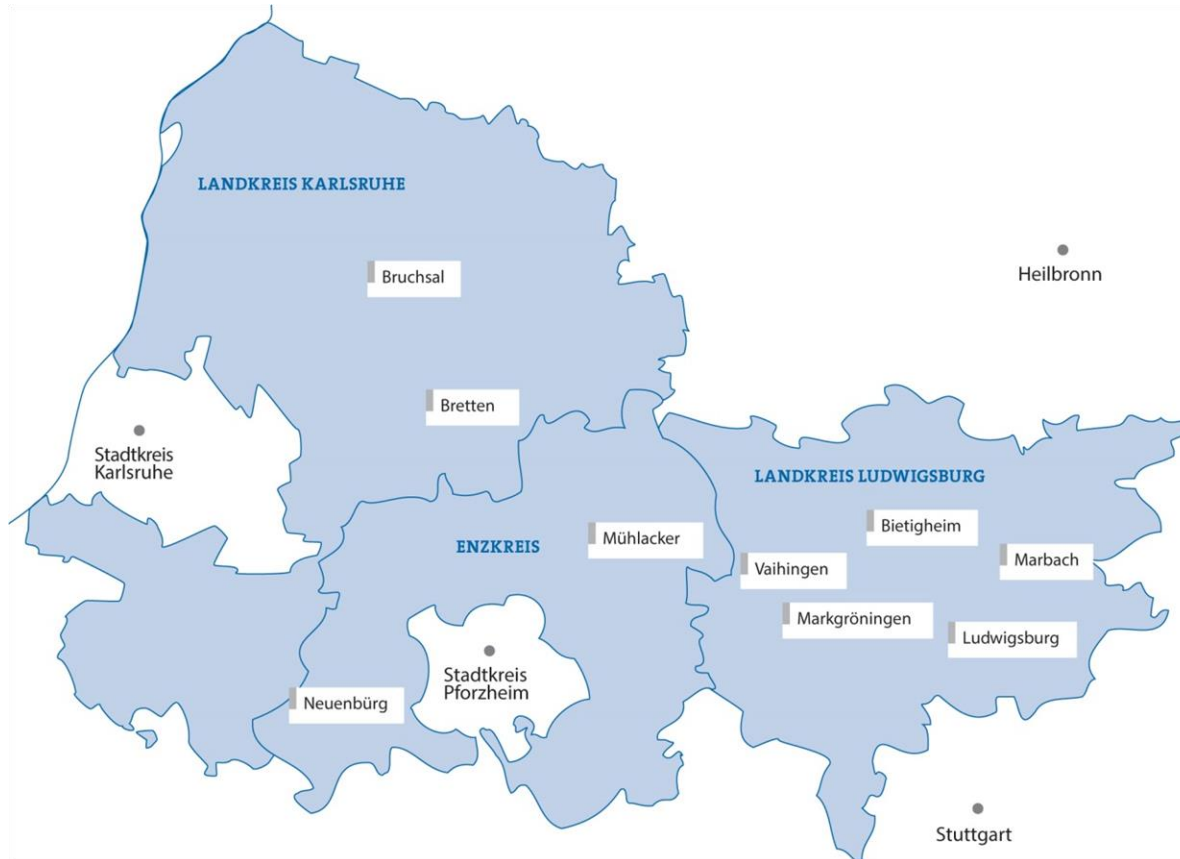 LANDKREIS KARLSRUHE
Bruchsal
Heilbronn
Bretten
Stadtkreis
Karlsruhe
LANDKREIS LUDWIGSBURG
Bietigheim
Mühlacker
ENZKREIS
Marbach
Vaihingen
Markgröningen
Ludwigsburg
Stadtkreis
Pforzheim
Neuenbürg
Stuttgart